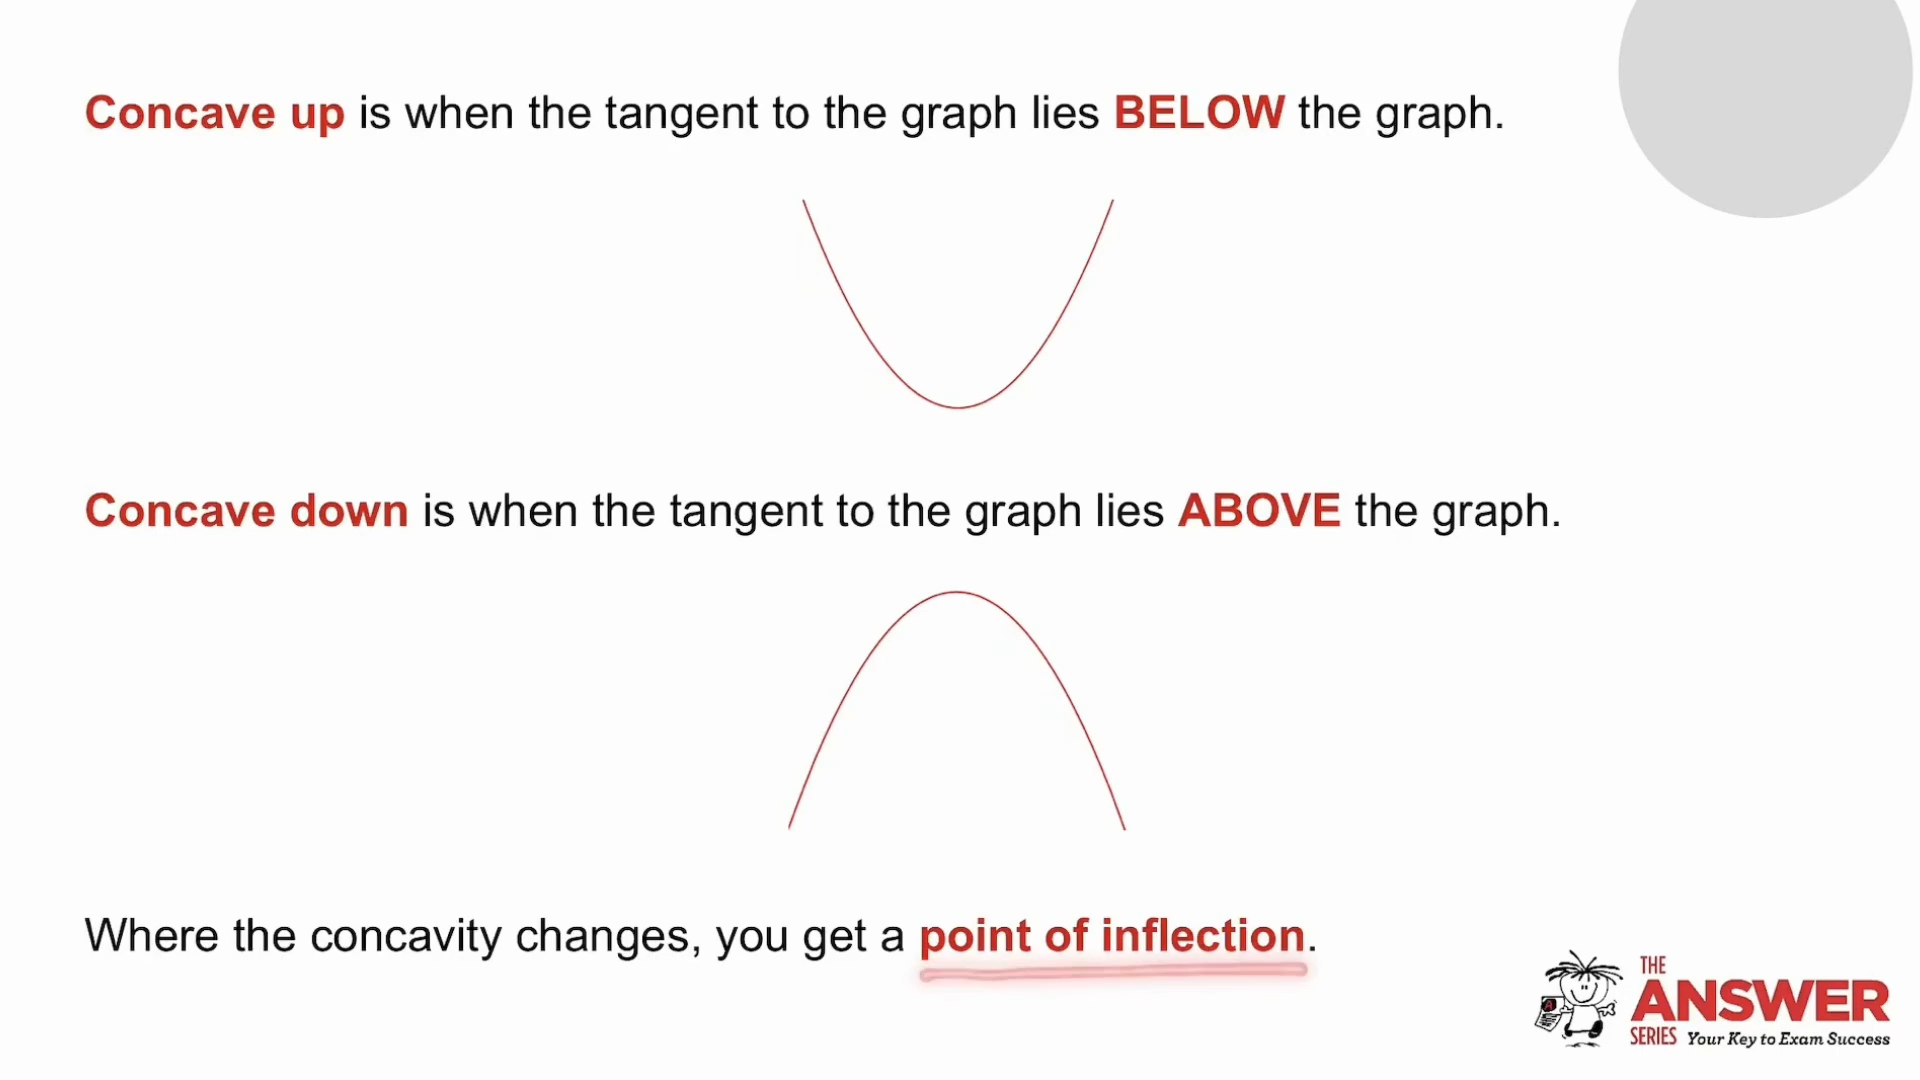 Concave up is when the tangent to the graph lies BELOW the graph.
Concave down is when the tangent to the graph lies ABOVE the graph.
Where the concavity changes, you get a point of inflection.
THE
ANSWER
SERIES Your Key to Exam Success
A